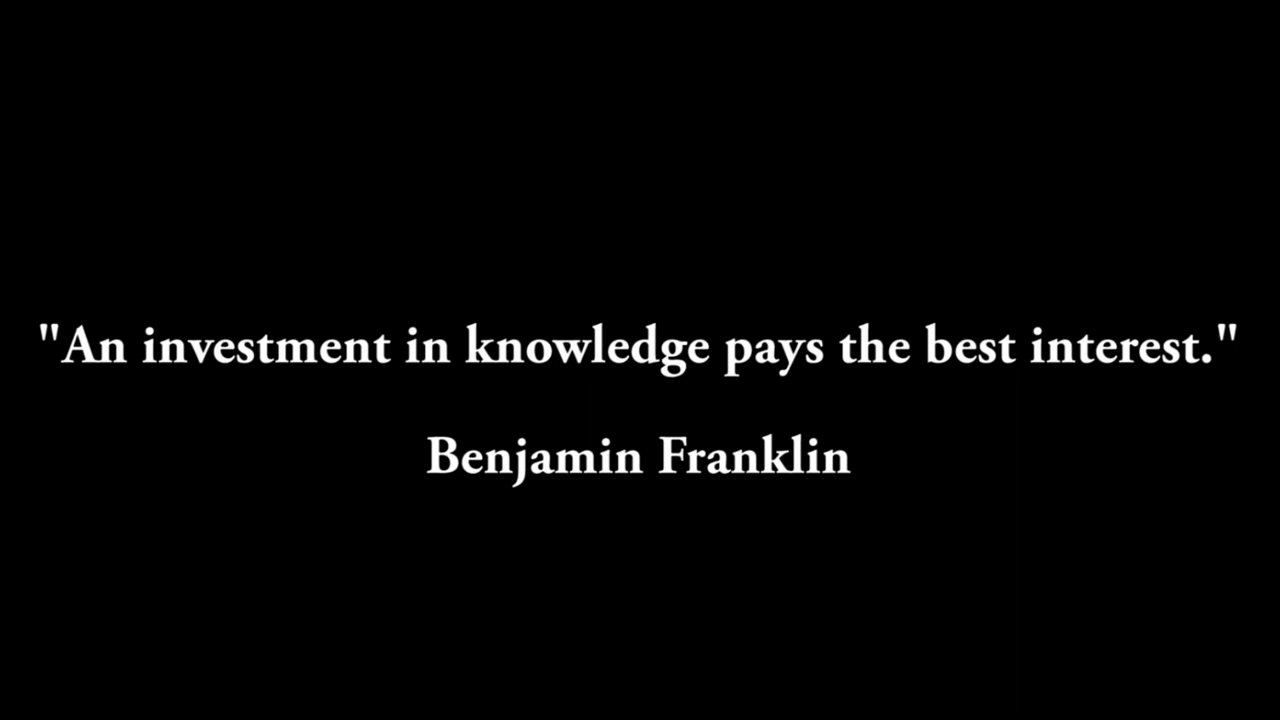 "An investment in knowledge pays the best interest."
Benjamin Franklin